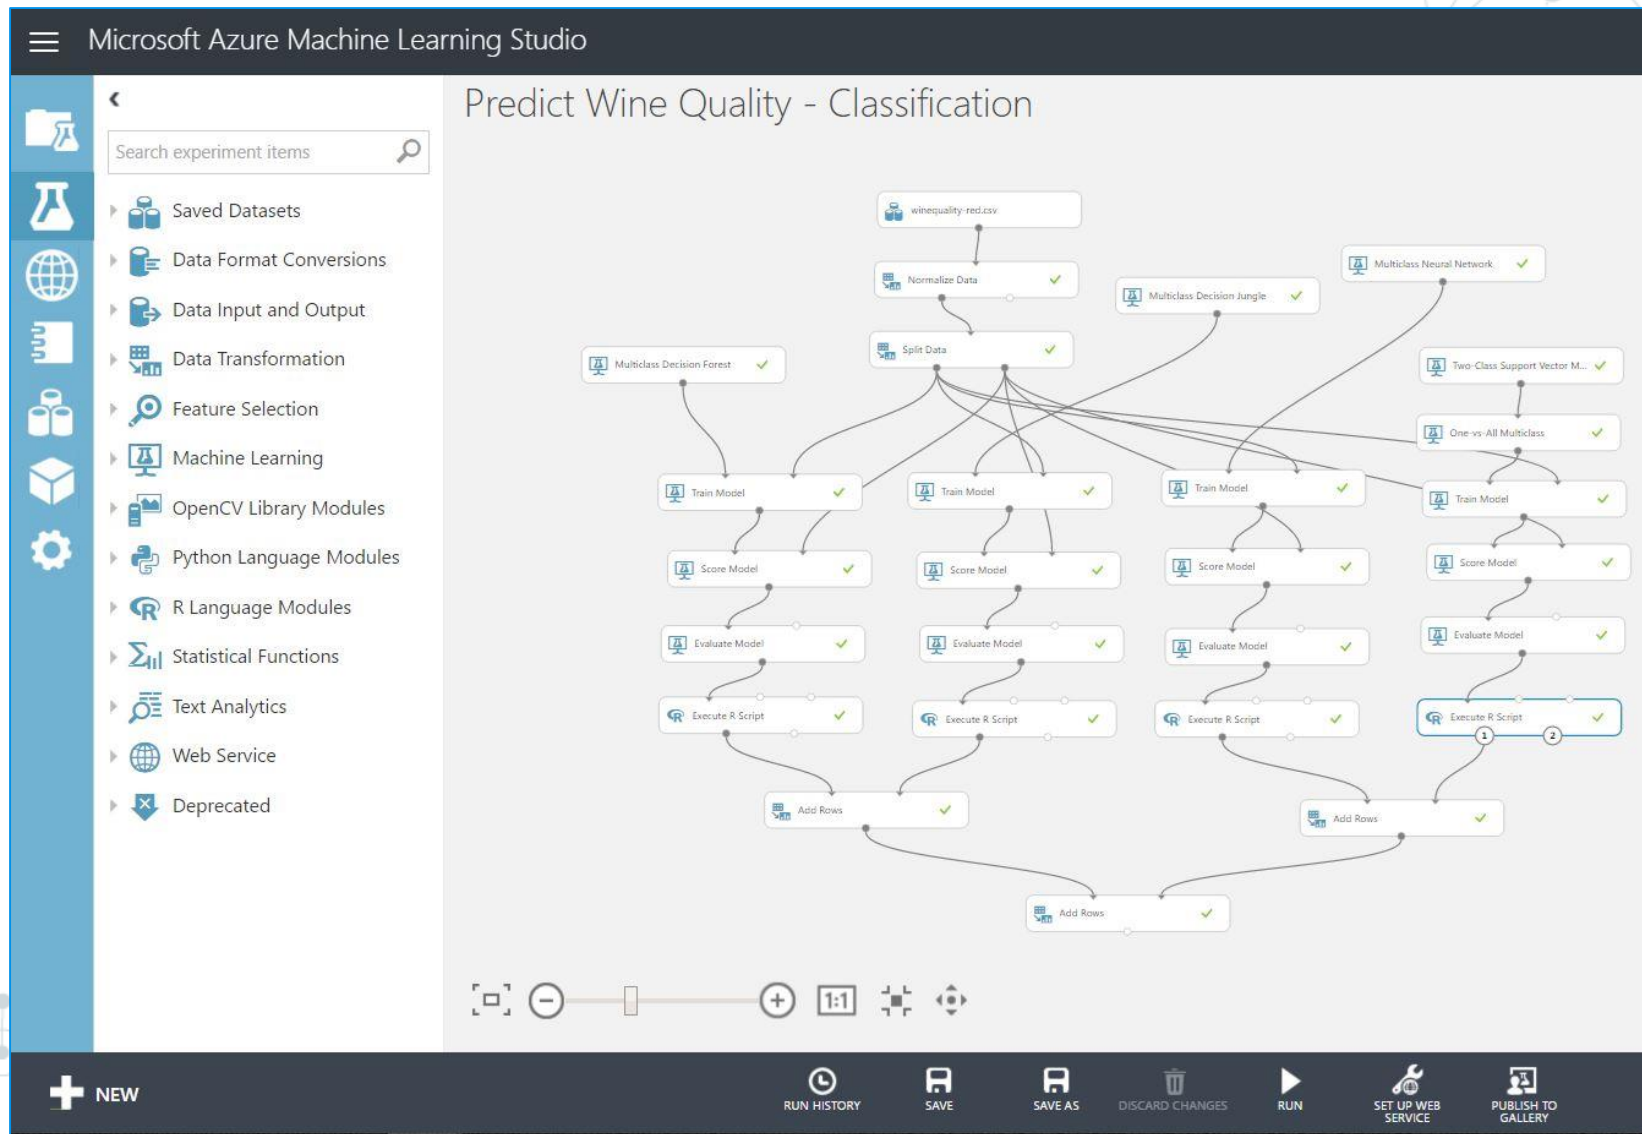 Microsoft Azure Machine Learning Studio
Predict Wine Quality - Classification
Search experiment items
Saved Datasets
Data Format Conversions
Data Input and Output
Data Transformation
Feature Selection
Machine Learning
OpenCV Library Modules
Python Language Modules
R Language Modules
Statistical Functions
Text Analytics
Web Service
Deprecated
winequality-red.csv
Normalize Data
Multiclass Neural Network
Multiclass Decision Jungle
Split Data
Multiclass Decision Forest
Two-Class Support Vector M...
One-vs-All Multiclass
Train Model
Train Model
Train Model
Train Model
Score Model
Score Model
Score Model
Score Model
Evaluate Model
Evaluate Model
Evaluate Model
Evaluate Model
Execute R Script
Execute R Script
Execute R Script
Execute R Script
1
2
Add Rows
Add Rows
Add Rows
1:1
NEW
RUN HISTORY
SAVE
SAVE AS
DISCARD CHANGES
RUN
SET UP WEB
SERVICE
PUBLISH TO
GALLERY